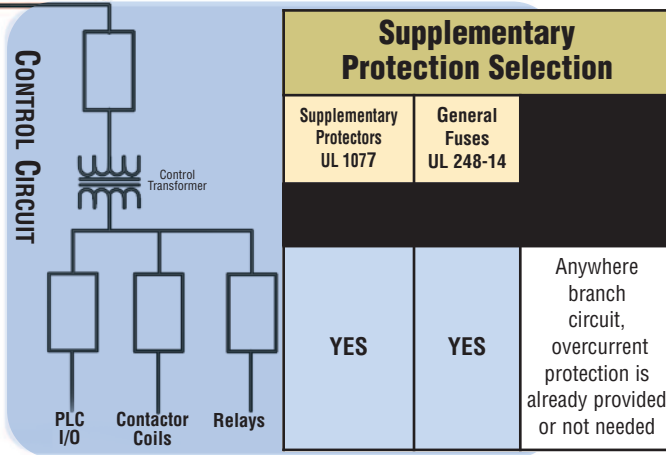 CONTROL CIRCUIT
Control
Transformer
PLC
I/O
Contactor
Coils
Relays
Supplementary
Protection Selection
Supplementary
Protectors
UL 1077
General
Fuses
UL 248-14
YES
YES
Anywhere
branch
circuit,
overcurrent
protection is
already provided
or not needed